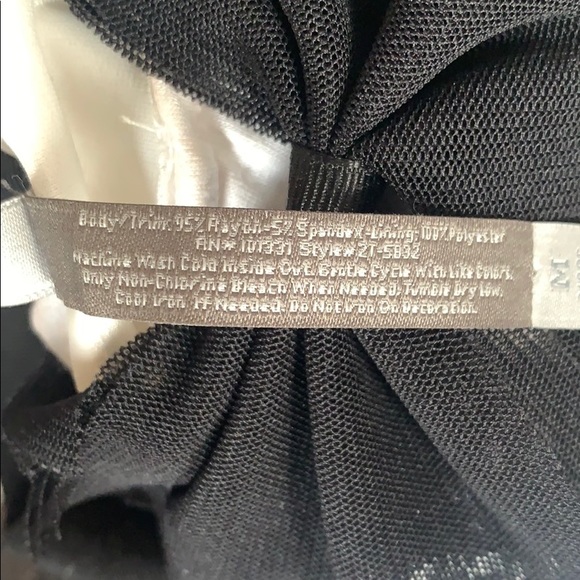 Body/Trim: 95% Rayon-5% Spandex-Lining: 100% Polyester
RN# 101331 Style# 2T-5832
Machine Wash Cold Inside Out. Gentle Cycle With Like Colors.
Only Non-Chlorine Bleach When Needed. Tumble Dry Low.
Cool Iron If Needed. Do Not Iron On Decoration.
M